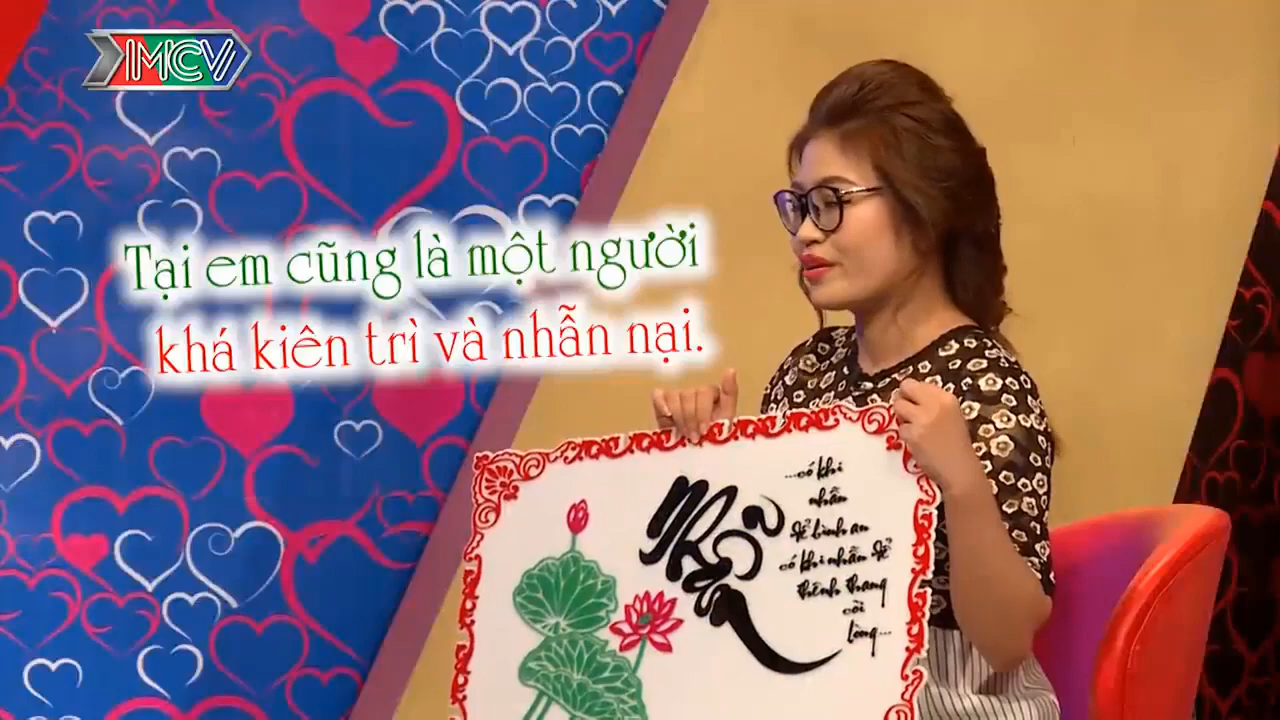 MCV
Tại em cũng là một người
khá kiên trì và nhẫn nại.
Nhẫn
...có khi
nhẫn
để bình an
có khi nhẫn để
thênh thang
cõi
lòng...